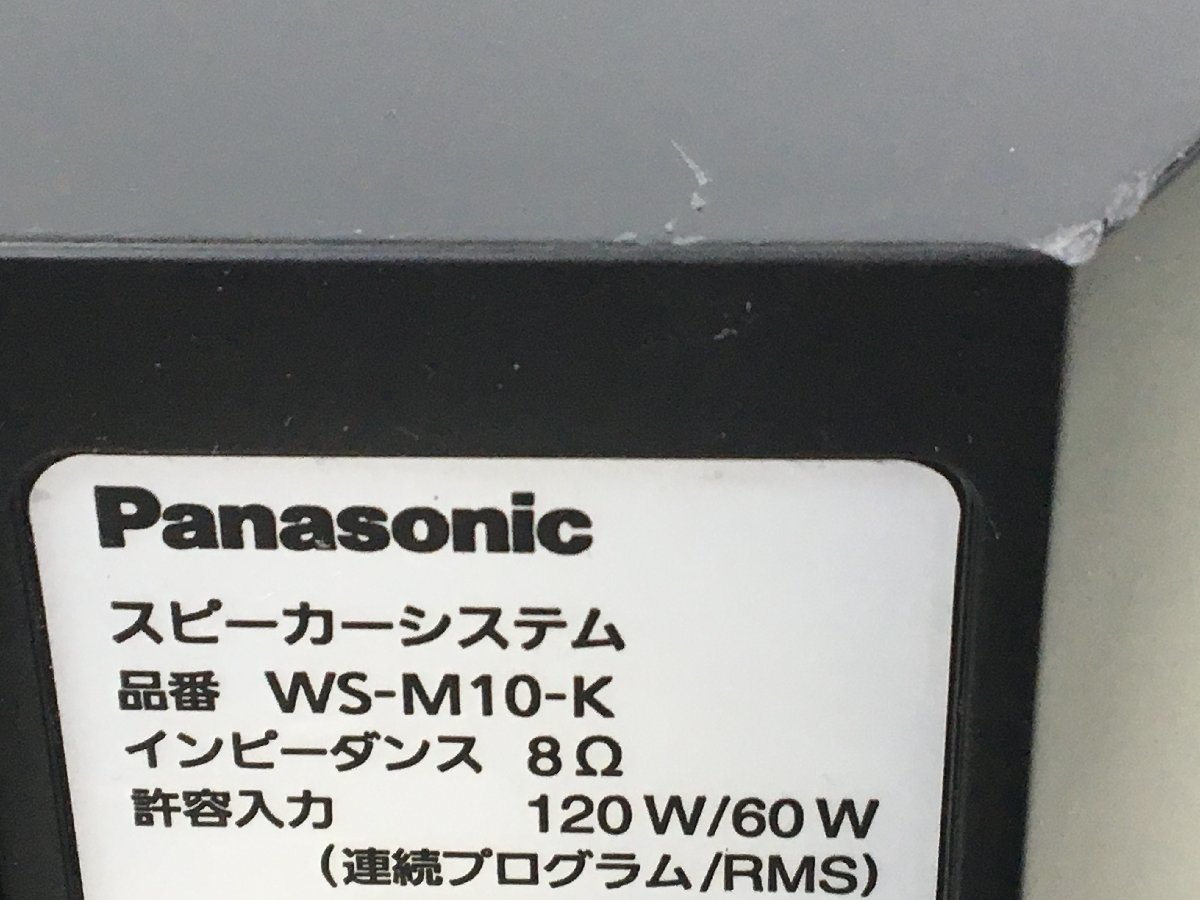 Panasonic
スピーカーシステム
品番 WS-M10-K
インピーダンス 8Ω
許容入力 120W/60W
(連続プログラム/RMS)